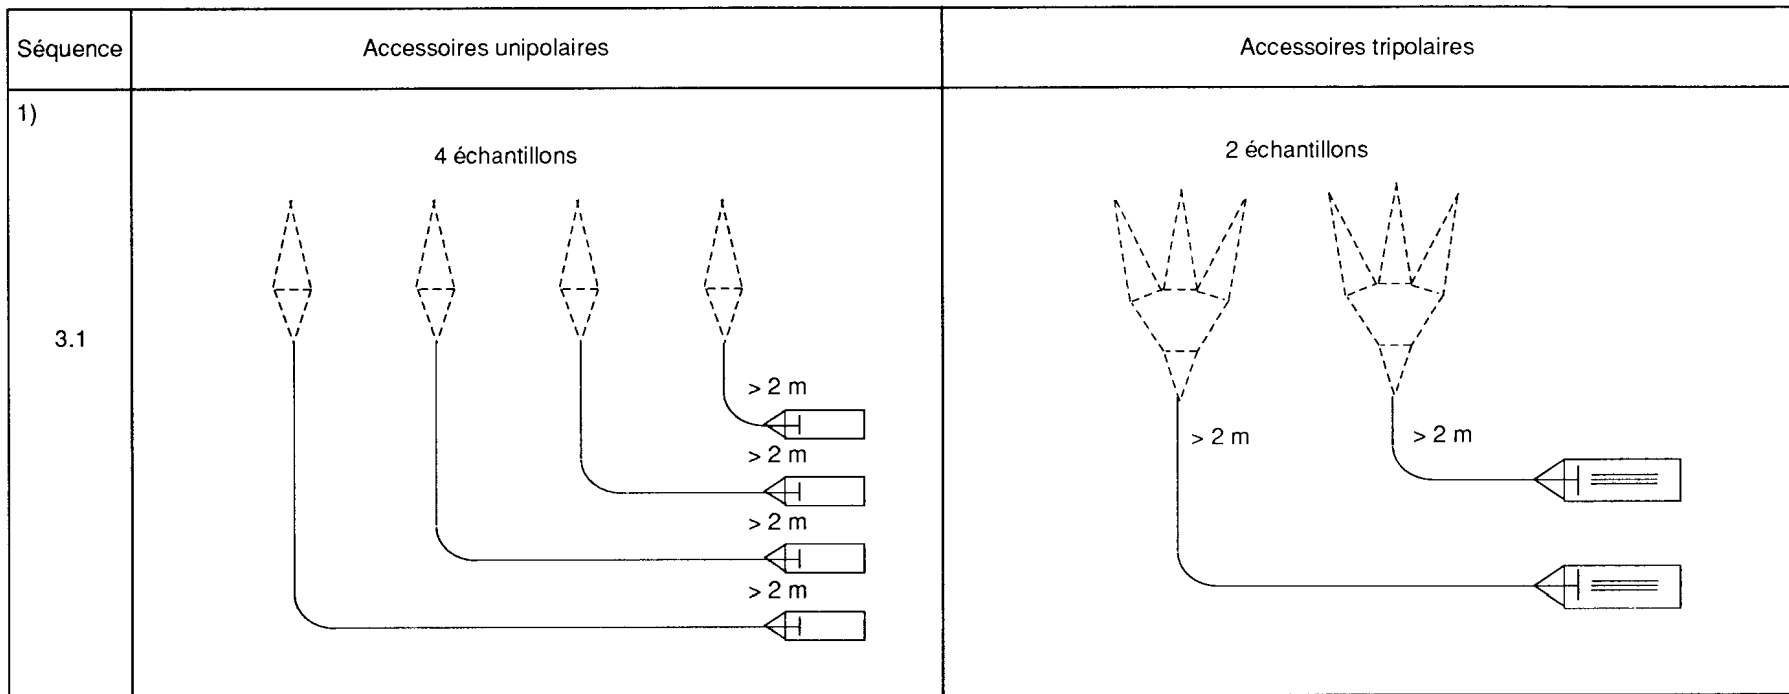 Séquence
Accessoires unipolaires
Accessoires tripolaires
1)
3.1
4 échantillons
> 2 m
> 2 m
> 2 m
> 2 m
2 échantillons
> 2 m
> 2 m